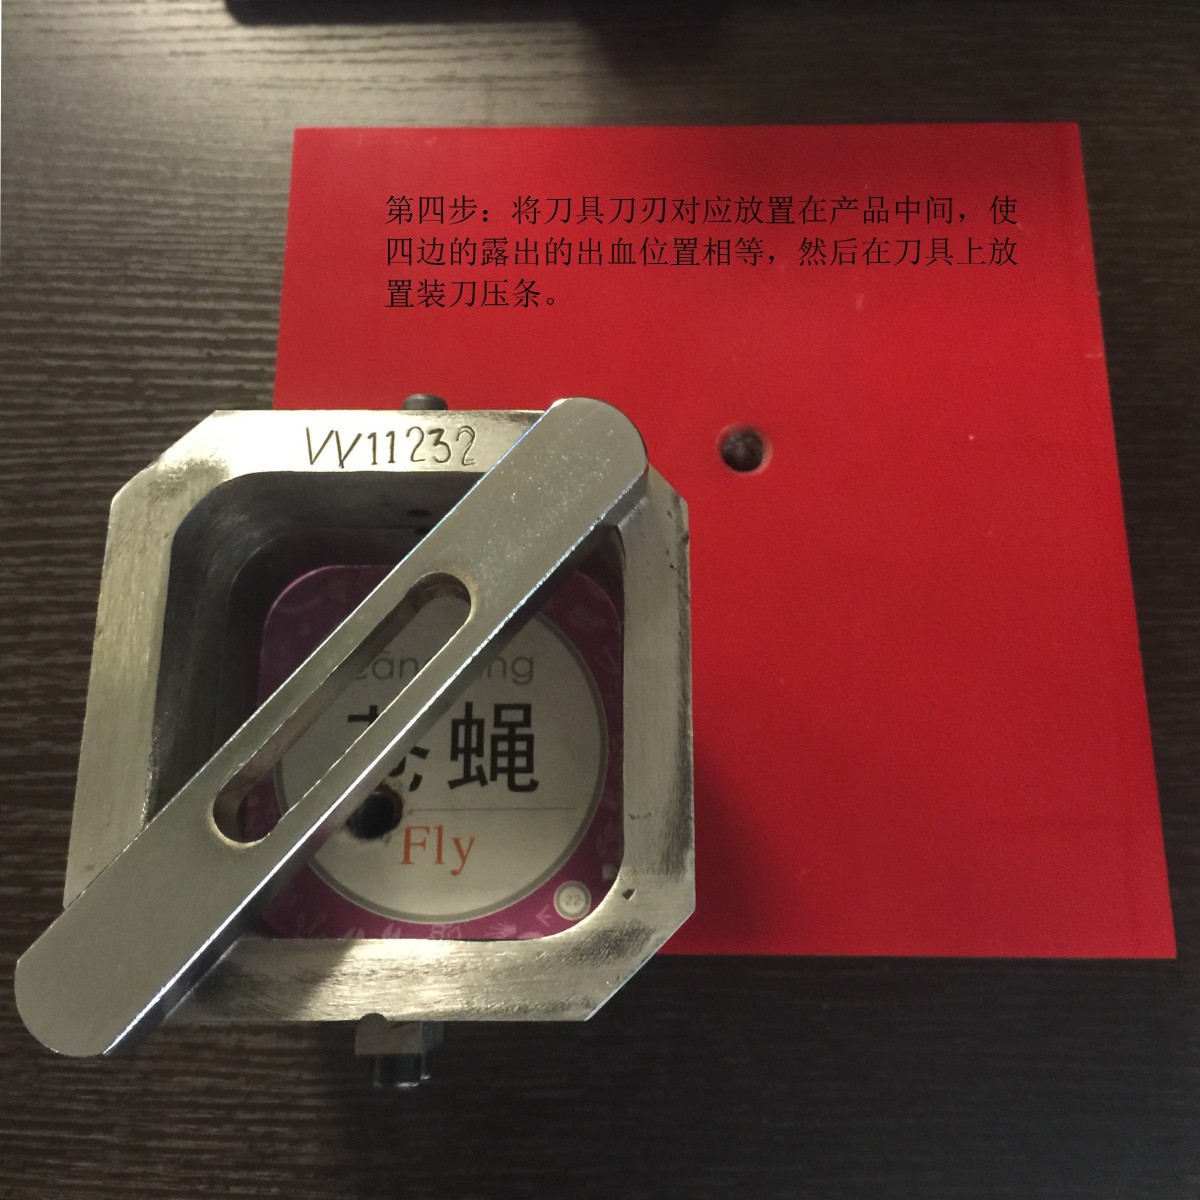 第四步：将刀具刀刃对应放置在产品中间，使
四边的露出的出血位置相等，然后在刀具上放
置装刀压条。
VV11232
蝇
Fly
22